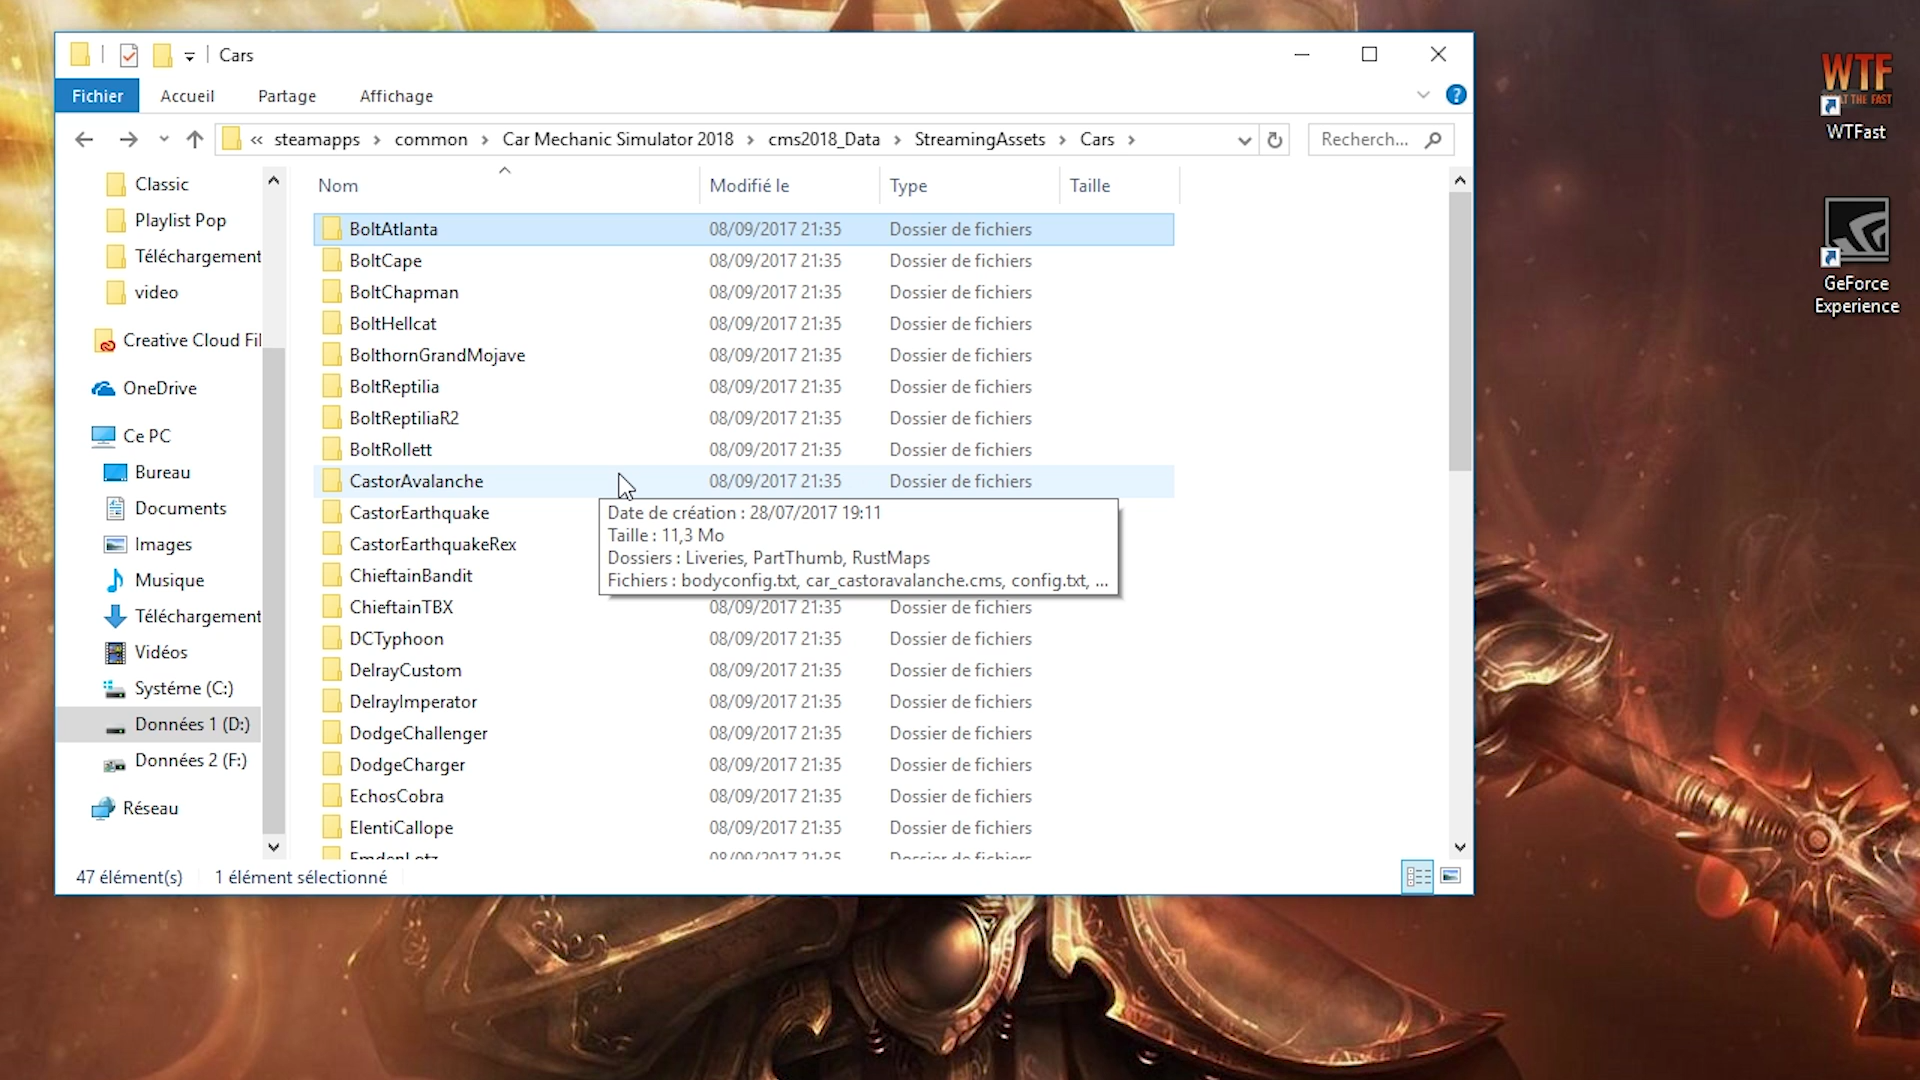 Cars
Fichier Accueil Partage Affichage
« steamapps › common › Car Mechanic Simulator 2018 › cms2018_Data › StreamingAssets › Cars › Recherch...
Nom Modifié le Type Taille
Classic
Playlist Pop
Téléchargement
video
Creative Cloud Fil
OneDrive
Ce PC
Bureau
Documents
Images
Musique
Téléchargement
Vidéos
Systéme (C:)
Données 1 (D:)
Données 2 (F:)
Réseau
BoltAtlanta 08/09/2017 21:35 Dossier de fichiers
BoltCape 08/09/2017 21:35 Dossier de fichiers
BoltChapman 08/09/2017 21:35 Dossier de fichiers
BoltHellcat 08/09/2017 21:35 Dossier de fichiers
BolthornGrandMojave 08/09/2017 21:35 Dossier de fichiers
BoltReptilia 08/09/2017 21:35 Dossier de fichiers
BoltReptiliaR2 08/09/2017 21:35 Dossier de fichiers
BoltRollett 08/09/2017 21:35 Dossier de fichiers
CastorAvalanche 08/09/2017 21:35 Dossier de fichiers
CastorEarthquake
CastorEarthquakeRex
ChieftainBandit
Date de création : 28/07/2017 19:11
Taille : 11,3 Mo
Dossiers : Liveries, PartThumb, RustMaps
Fichiers : bodyconfig.txt, car_castoravalanche.cms, config.txt, ...
ChieftainTBX 08/09/2017 21:35 Dossier de fichiers
DCTyphoon 08/09/2017 21:35 Dossier de fichiers
DelrayCustom 08/09/2017 21:35 Dossier de fichiers
DelrayImperator 08/09/2017 21:35 Dossier de fichiers
DodgeChallenger 08/09/2017 21:35 Dossier de fichiers
DodgeCharger 08/09/2017 21:35 Dossier de fichiers
EchosCobra 08/09/2017 21:35 Dossier de fichiers
ElentiCallope 08/09/2017 21:35 Dossier de fichiers
EmdenLotz 08/09/2017 21:35 Dossier de fichiers
47 élément(s) 1 élément sélectionné
WTF
WHAT THE FAST
WTFast
GeForce
Experience